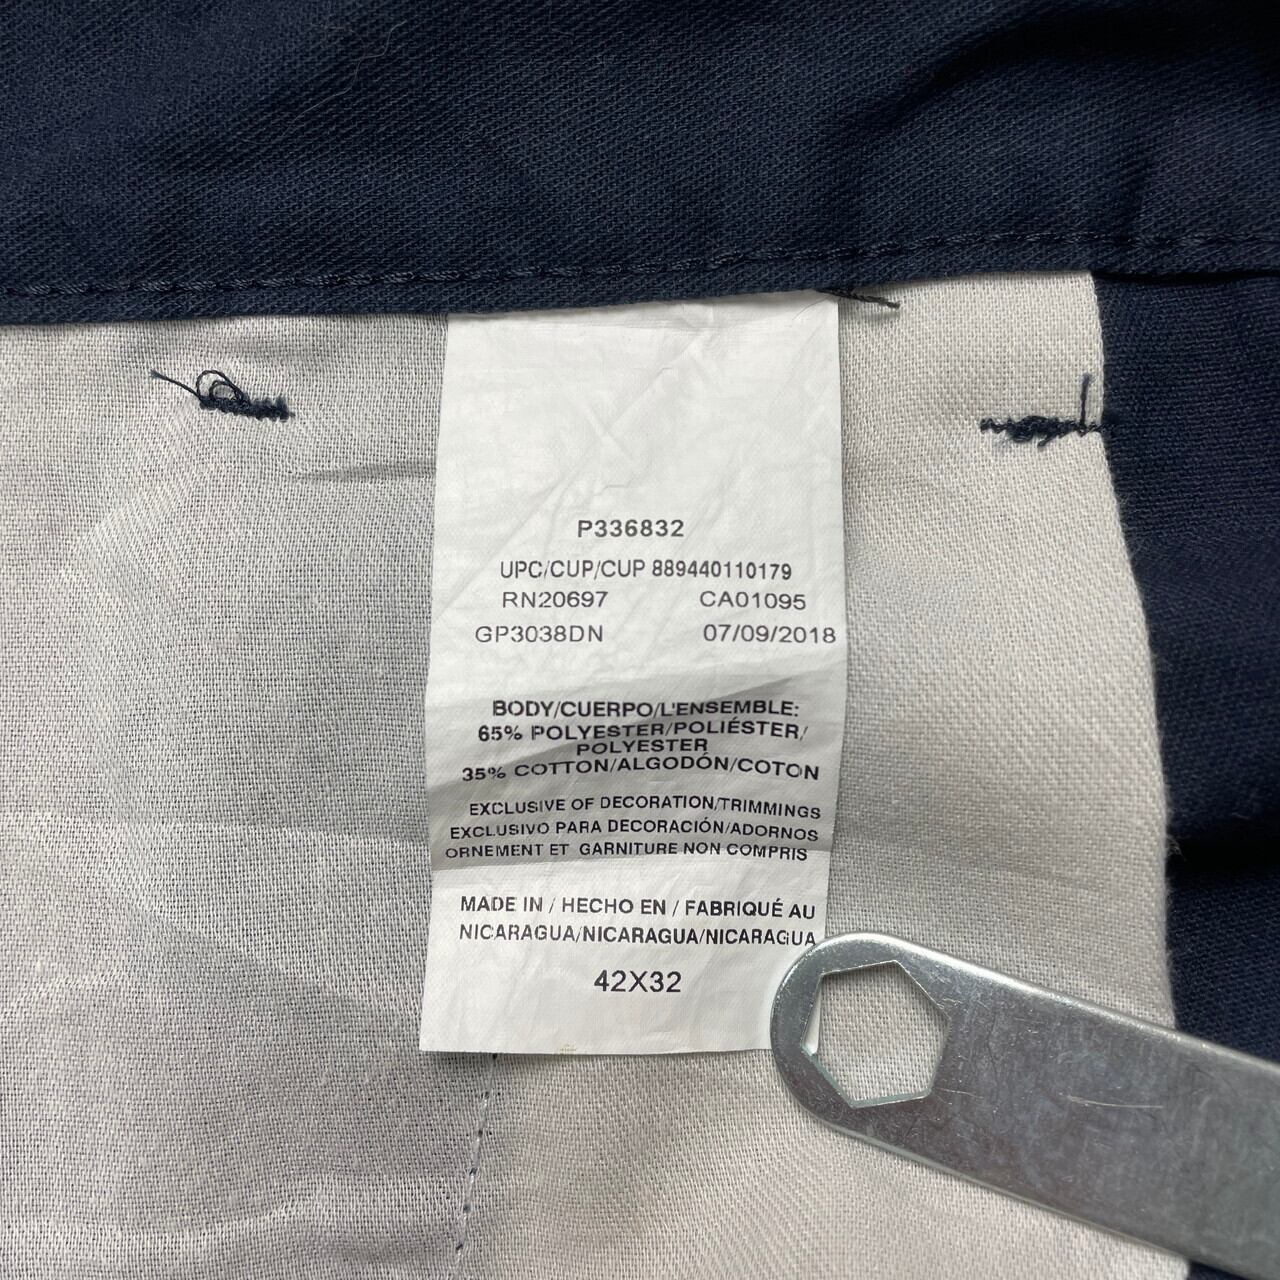 P336832
UPC/CUP/CUP 889440110179
RN20697 CA01095
GP3038DN 07/09/2018
BODY/CUERPO/L'ENSEMBLE:
65% POLYESTER/POLIÉSTER/
POLYESTER
35% COTTON/ALGODÓN/COTON
EXCLUSIVE OF DECORATION/TRIMMINGS
EXCLUSIVO PARA DECORACIÓN/ADORNOS
ORNEMENT ET GARNITURE NON COMPRIS
MADE IN / HECHO EN / FABRIQUÉ AU
NICARAGUA/NICARAGUA/NICARAGUA
42X32